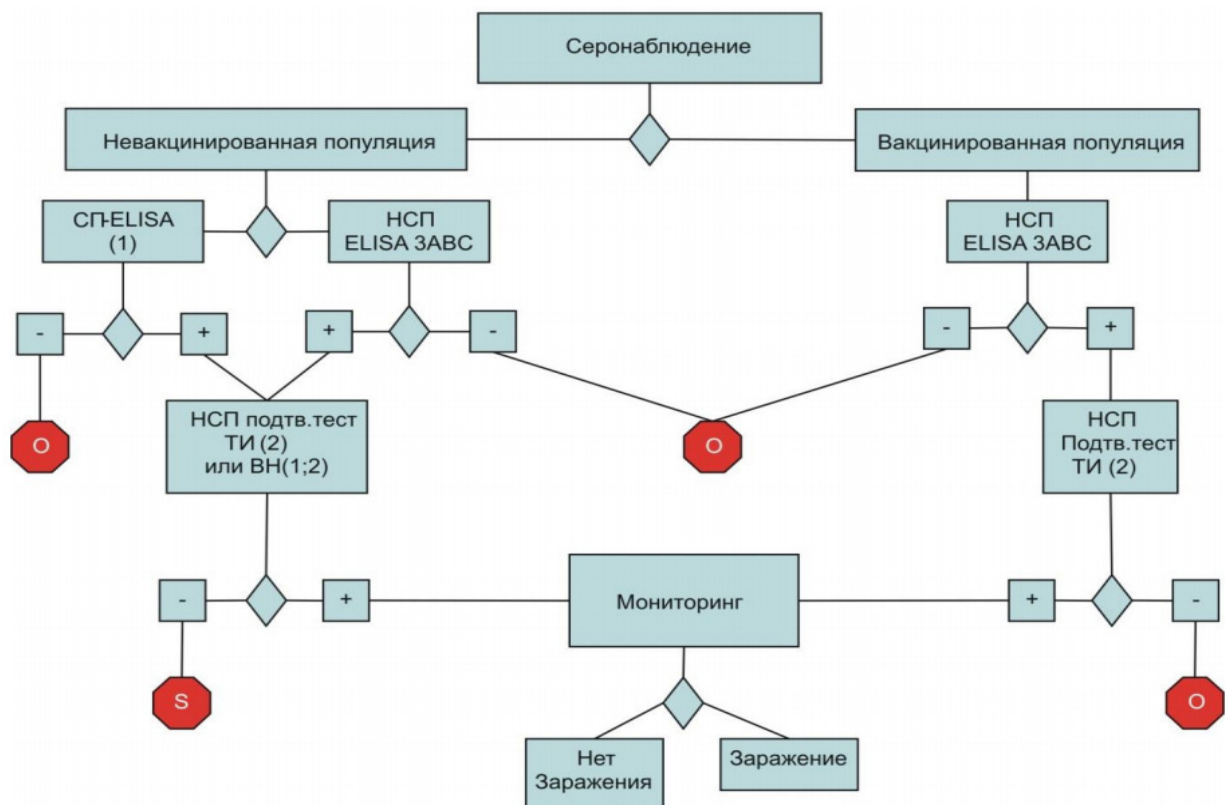 Серонаблюдение
Невакцинированная популяция
Вакцинированная популяция
СП-ELISA
(1)
НСП
ELISA 3ABC
НСП
ELISA 3ABC
-
+
+
-
-
+
O
НСП подтв.тест
ТИ (2)
или ВН(1;2)
O
НСП
Подтв.тест
ТИ (2)
-
+
Мониторинг
+
-
S
O
Нет
Заражения
Заражение